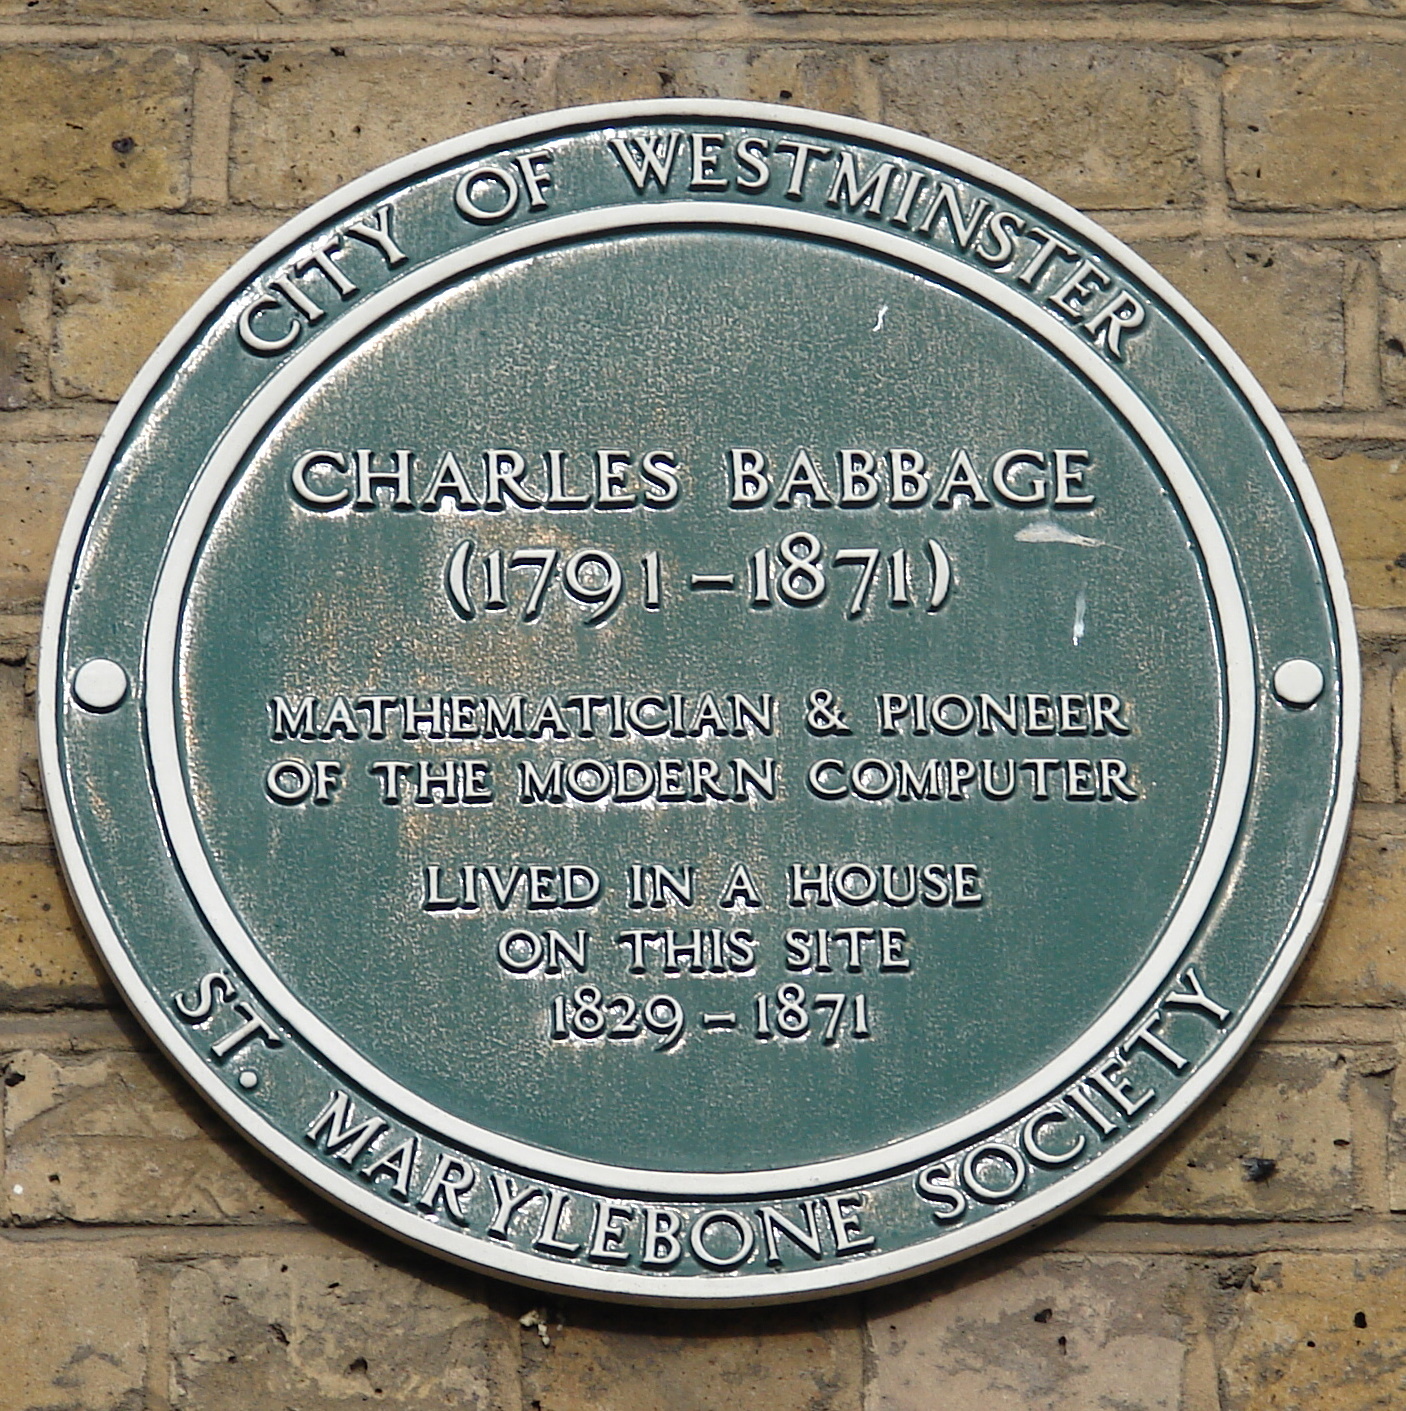 CITY OF WESTMINSTER
CHARLES BABBAGE
(1791–1871)
MATHEMATICIAN & PIONEER
OF THE MODERN COMPUTER
LIVED IN A HOUSE
ON THIS SITE
1829–1871
ST. MARYLEBONE SOCIETY